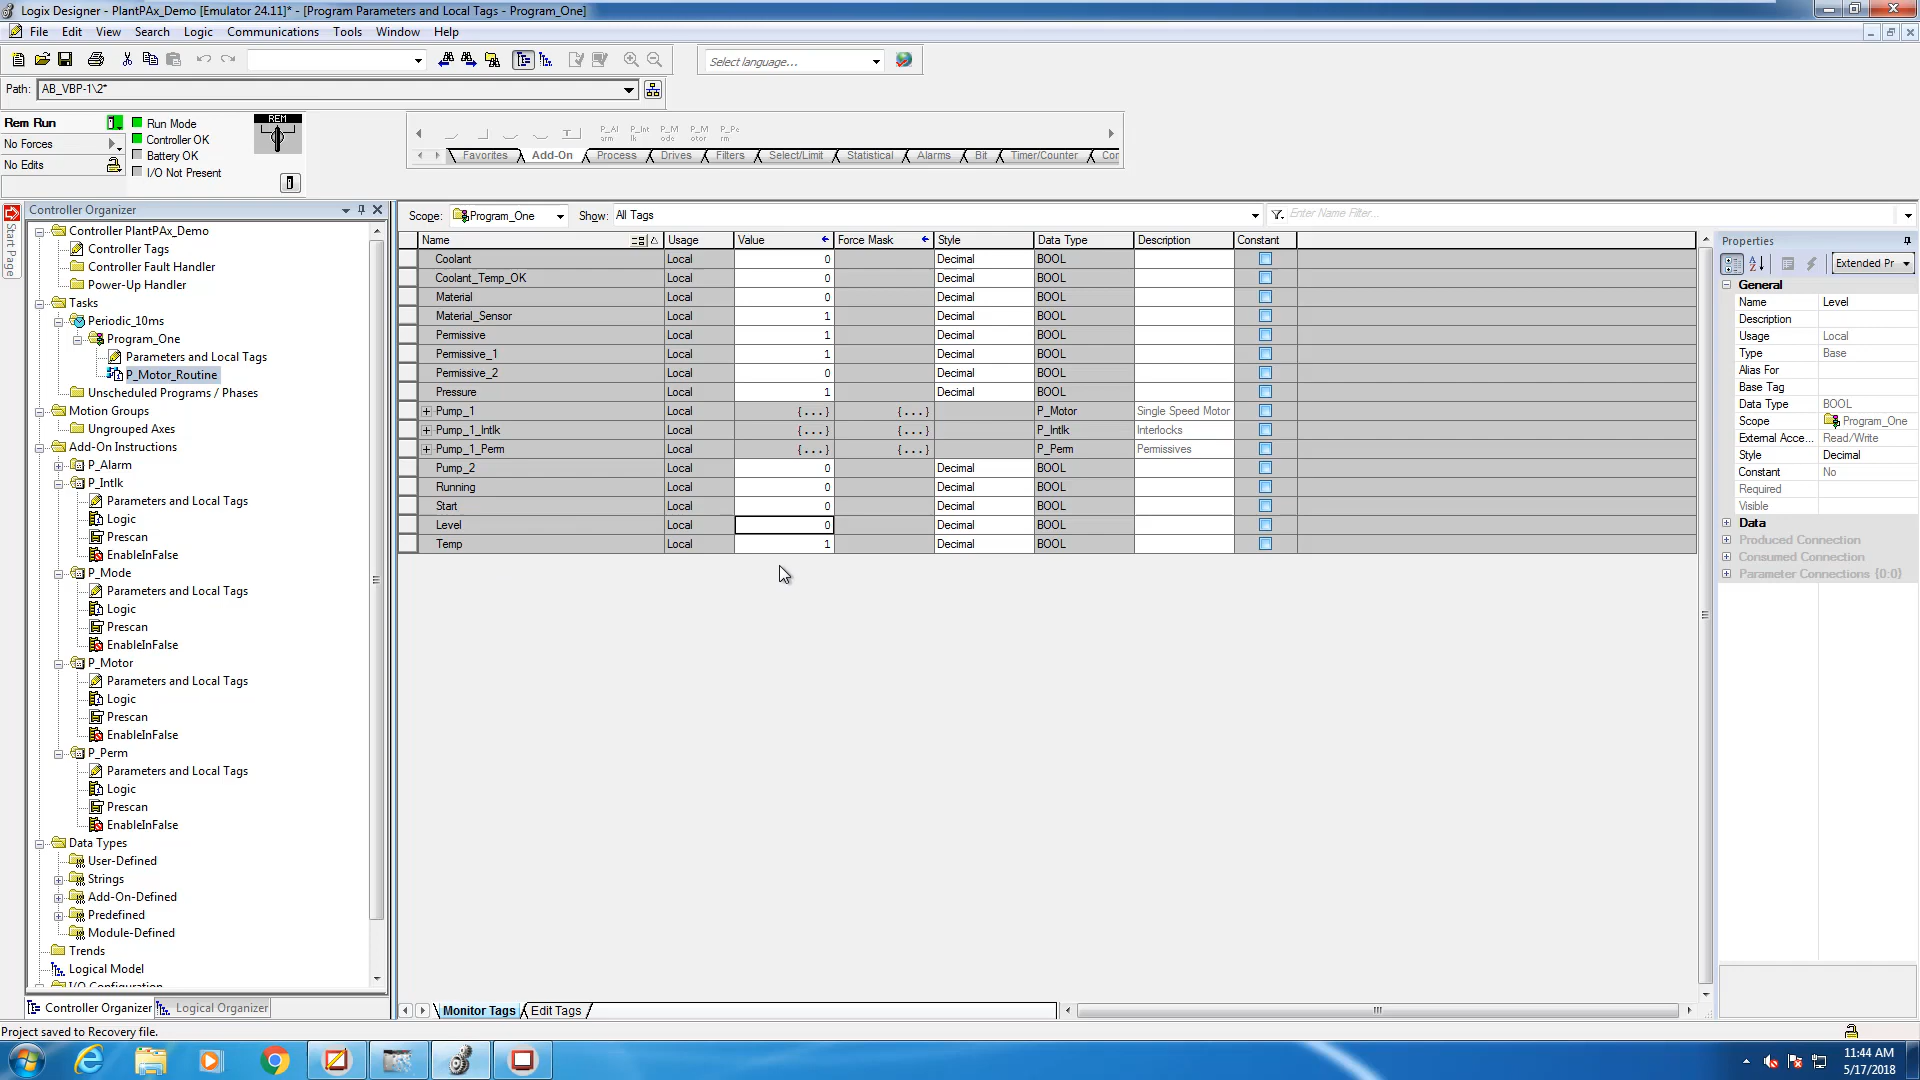 Logix Designer - PlantPAx_Demo [Emulator 24.11]* - [Program Parameters and Local Tags - Program_One]
File Edit View Search Logic Communications Tools Window Help
Select language...
Path: AB_VBP-1\2*
Rem Run
No Forces
No Edits
Run Mode
Controller OK
Battery OK
I/O Not Present
REM
P_Al arm P_Int lk P_M ode P_M otor P_Pe rm
Favorites Add-On Process Drives Filters Select/Limit Statistical Alarms Bit Timer/Counter Cor
Start Page
Controller Organizer
Controller PlantPAx_Demo
Controller Tags
Controller Fault Handler
Power-Up Handler
Tasks
Periodic_10ms
Program_One
Parameters and Local Tags
P_Motor_Routine
Unscheduled Programs / Phases
Motion Groups
Ungrouped Axes
Add-On Instructions
P_Alarm
P_Intlk
Parameters and Local Tags
Logic
Prescan
EnableInFalse
P_Mode
Parameters and Local Tags
Logic
Prescan
EnableInFalse
P_Motor
Parameters and Local Tags
Logic
Prescan
EnableInFalse
P_Perm
Parameters and Local Tags
Logic
Prescan
EnableInFalse
Data Types
User-Defined
Strings
Add-On-Defined
Predefined
Module-Defined
Trends
Logical Model
I/O Configuration
Controller Organizer Logical Organizer
Scope: Program_One Show: All Tags Enter Name Filter...
Name Usage Value Force Mask Style Data Type Description Constant
Coolant Local 0 Decimal BOOL
Coolant_Temp_OK Local 0 Decimal BOOL
Material Local 0 Decimal BOOL
Material_Sensor Local 1 Decimal BOOL
Permissive Local 1 Decimal BOOL
Permissive_1 Local 1 Decimal BOOL
Permissive_2 Local 0 Decimal BOOL
Pressure Local 1 Decimal BOOL
Pump_1 Local {...} {...} P_Motor Single Speed Motor
Pump_1_Intlk Local {...} {...} P_Intlk Interlocks
Pump_1_Perm Local {...} {...} P_Perm Permissives
Pump_2 Local 0 Decimal BOOL
Running Local 0 Decimal BOOL
Start Local 0 Decimal BOOL
Level Local 0 Decimal BOOL
Temp Local 1 Decimal BOOL
Monitor Tags Edit Tags
Properties
Extended Pr
General
Name Level
Description
Usage Local
Type Base
Alias For
Base Tag
Data Type BOOL
Scope Program_One
External Acce... Read/Write
Style Decimal
Constant No
Required
Visible
Data
Produced Connection
Consumed Connection
Parameter Connections {0:0}
Project saved to Recovery file.
11:44 AM
5/17/2018